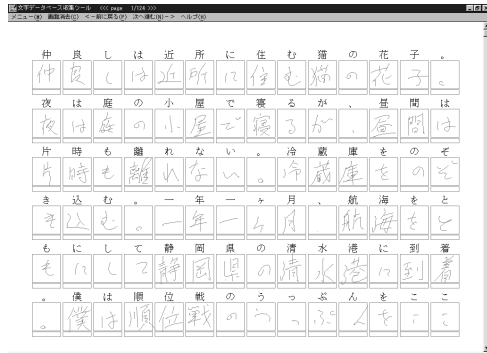 文字データベース収集ツール <<< page 1/124 >>>
メニュー(M) 画面消去(C) <-前に戻る(P) 次へ進む(N)-> ヘルプ(H)
仲良しは近所に住む猫の花子。
仲良しは近所に住む猫の花子。
夜は庭の小屋で寝るが、昼間は
夜は庭の小屋で寝るが、昼間は
片時も離れない。冷蔵庫をのぞ
片時も離れない。冷蔵庫をのぞ
き込む。一年一ヶ月、航海をと
き込む。一年一ヶ月、航海をと
もにして静岡県の清水港に到着
もにして静岡県の清水港に到着
。僕は順位戦のうっぷんをここ
。僕は順位戦のうっぷんをここ